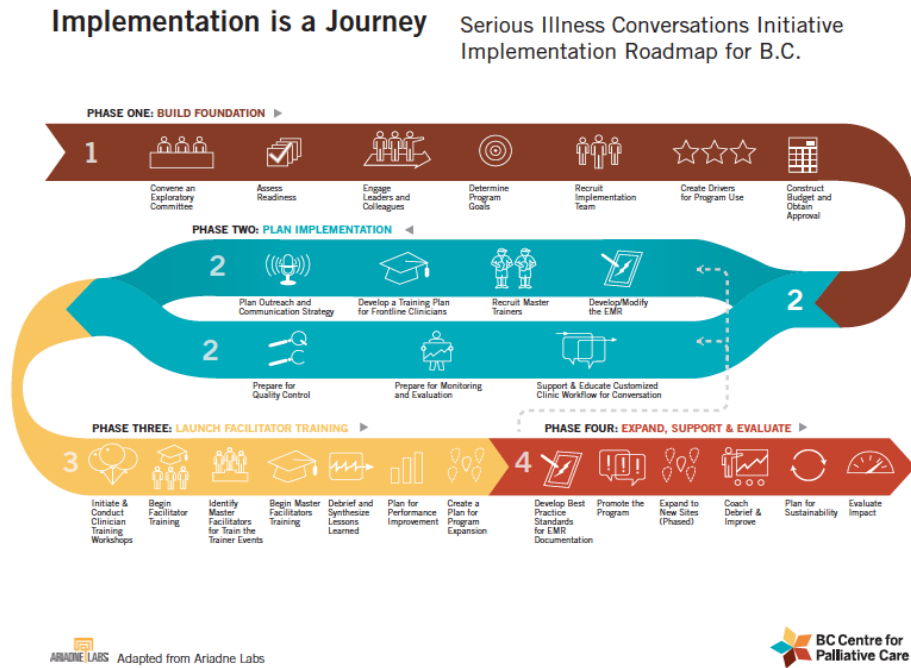 Implementation is a Journey
Serious Illness Conversations Initiative
Implementation Roadmap for B.C.
PHASE ONE: BUILD FOUNDATION
1
Convene an
Exploratory
Committee
Assess
Readiness
Engage
Leaders and
Colleagues
Determine
Program
Goals
Recruit
Implementation
Team
Create Drivers
for Program Use
Construct
Budget and
Obtain
Approval
PHASE TWO: PLAN IMPLEMENTATION
2
2
Plan Outreach and
Communication Strategy
Develop a Training Plan
for Frontline Clinicians
Recruit Master
Trainers
Develop/Modify
the EMR
2
Q
C
Prepare for
Quality Control
Prepare for Monitoring
and Evaluation
Support & Educate Customized
Clinic Workflow for Conversation
PHASE THREE: LAUNCH FACILITATOR TRAINING
3
Initiate &
Conduct
Clinician
Training
Workshops
Begin
Facilitator
Training
Identify
Master
Facilitators
for Train the
Trainer Events
Begin Master
Facilitators
Training
Debrief and
Synthesize
Lessons
Learned
Plan for
Performance
Improvement
Create a
Plan for
Program
Expansion
PHASE FOUR: EXPAND, SUPPORT & EVALUATE
4
Develop Best
Practice
Standards
for EMR
Documentation
Promote the
Program
Expand to
New Sites
(Phased)
Coach
Debrief &
Improve
Plan for
Sustainability
Evaluate
Impact
ARIADNE LABS
Adapted from Ariadne Labs
BC Centre for
Palliative Care